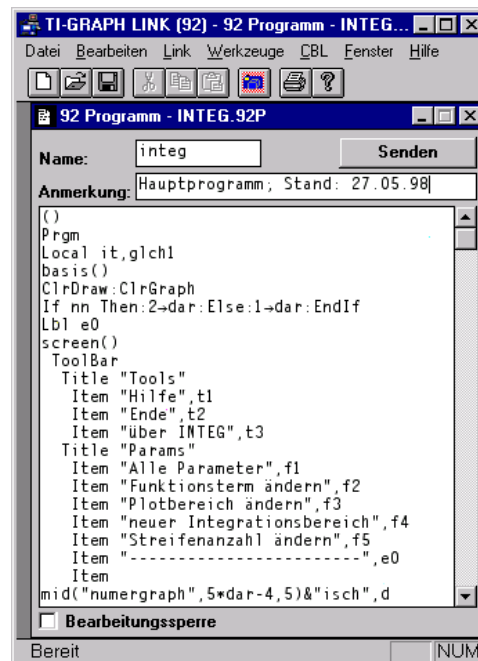 TI-GRAPH LINK (92) - 92 Programm - INTEG...
Datei Bearbeiten Link Werkzeuge CBL Fenster Hilfe
92 Programm - INTEG.92P
Name: integ Senden
Anmerkung: Hauptprogramm; Stand: 27.05.98
()
Prgm
Local it,glch1
basis()
ClrDraw:ClrGraph
If nn Then:2→dar:Else:1→dar:EndIf
Lbl e0
screen()
ToolBar
Title "Tools"
Item "Hilfe",t1
Item "Ende",t2
Item "über INTEG",t3
Title "Params"
Item "Alle Parameter",f1
Item "Funktionsterm ändern",f2
Item "Plotbereich ändern",f3
Item "neuer Integrationsbereich",f4
Item "Streifenanzahl ändern",f5
Item "-------------------------",e0
Item
mid("numergraph",5*dar-4,5)&"isch",d
Bearbeitungssperre
Bereit NUM